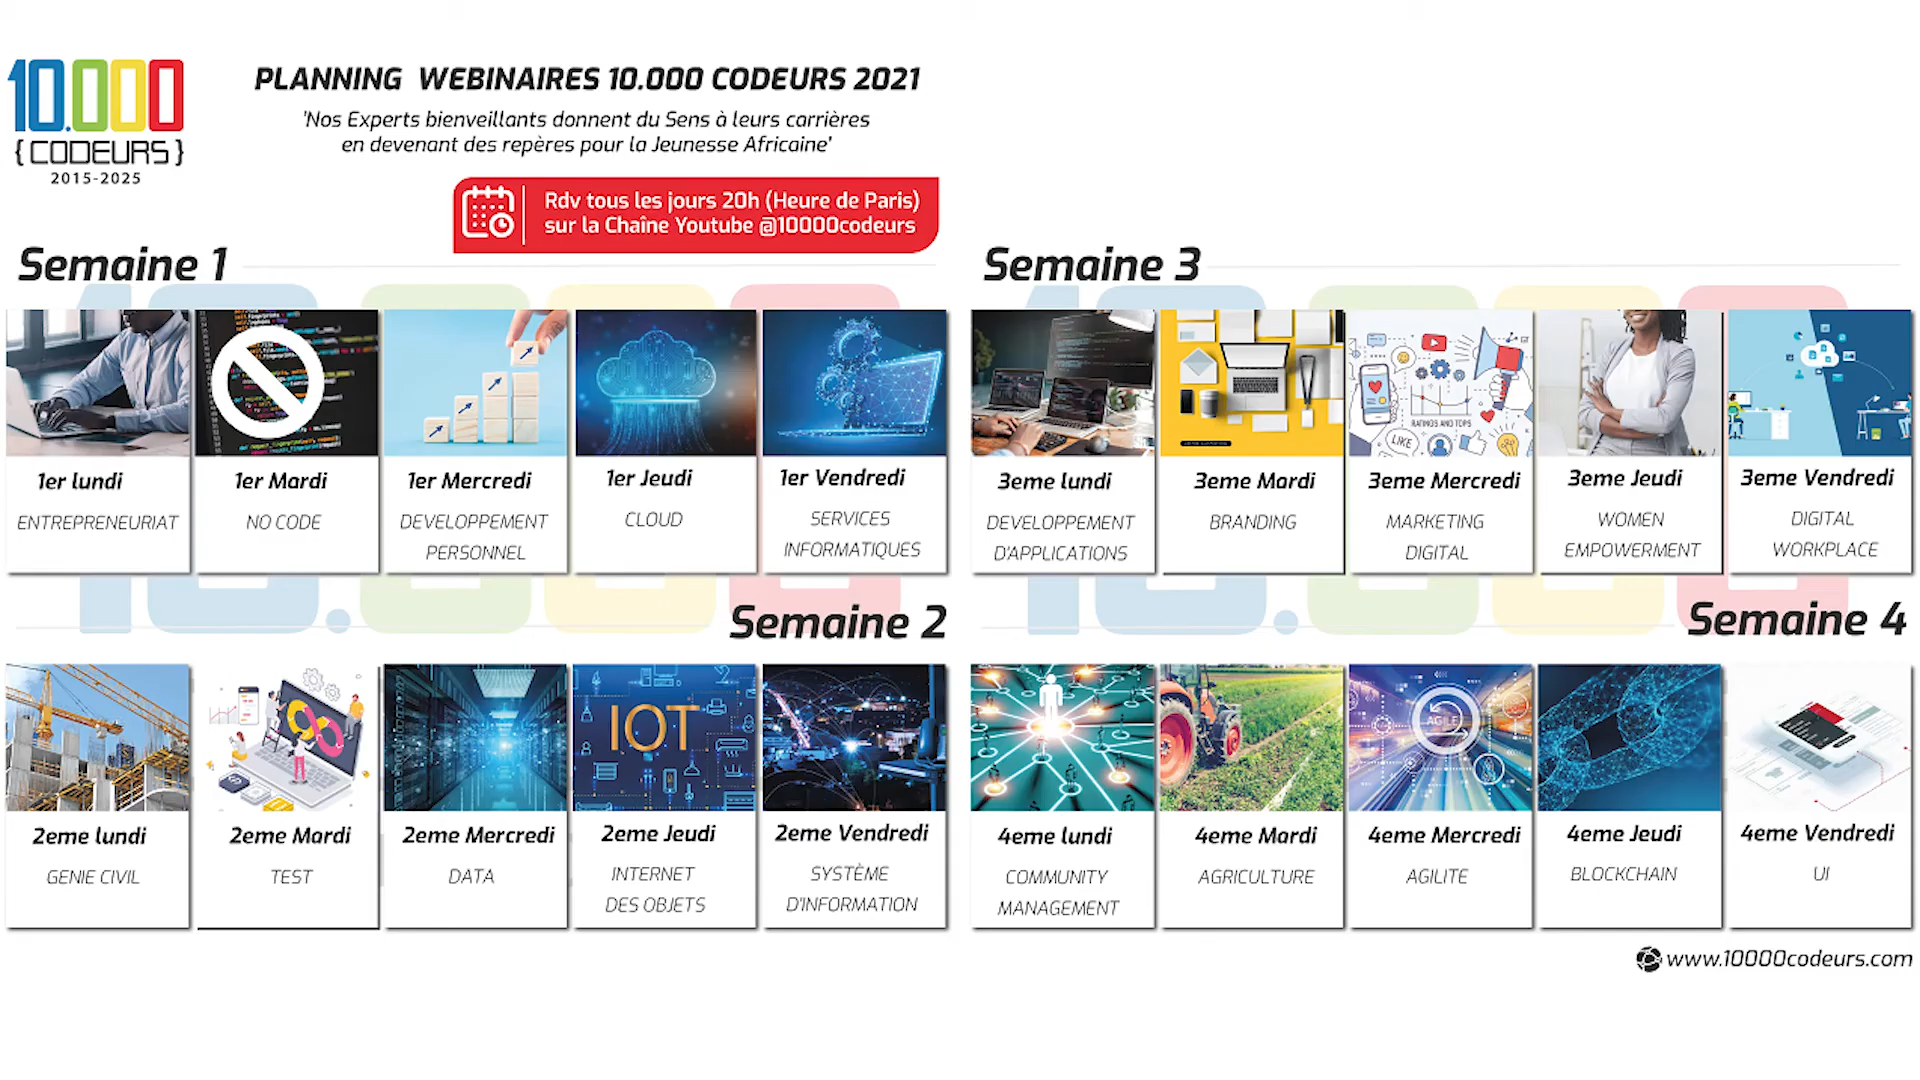 10.000
{CODEURS}
2015-2025
PLANNING WEBINAIRES 10.000 CODEURS 2021
'Nos Experts bienveillants donnent du Sens à leurs carrières
en devenant des repères pour la Jeunesse Africaine'
Rdv tous les jours 20h (Heure de Paris)
sur la Chaîne Youtube @10000codeurs
Semaine 1
1er lundi
ENTREPRENEURIAT
1er Mardi
NO CODE
1er Mercredi
DEVELOPPEMENT
PERSONNEL
1er Jeudi
CLOUD
1er Vendredi
SERVICES
INFORMATIQUES
Semaine 2
2eme lundi
GENIE CIVIL
2eme Mardi
TEST
2eme Mercredi
DATA
IOT
2eme Jeudi
INTERNET
DES OBJETS
2eme Vendredi
SYSTÈME
D'INFORMATION
Semaine 3
3eme lundi
DEVELOPPEMENT
D'APPLICATIONS
3eme Mardi
BRANDING
RATINGS AND TOPS
LIKE
3eme Mercredi
MARKETING
DIGITAL
3eme Jeudi
WOMEN
EMPOWERMENT
3eme Vendredi
DIGITAL
WORKPLACE
Semaine 4
4eme lundi
COMMUNITY
MANAGEMENT
4eme Mardi
AGRICULTURE
AGILE
4eme Mercredi
AGILITE
4eme Jeudi
BLOCKCHAIN
4eme Vendredi
UI
www.10000codeurs.com